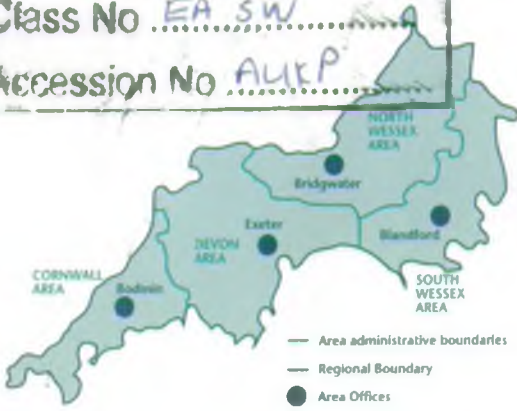 Class No EA SW
Accession No AUKP
NORTH
WESSEX
AREA
Bridgwater
Blandford
Exeter
DEVON
AREA
CORNWALL
AREA
Bodmin
SOUTH
WESSEX
AREA
Area administrative boundaries
Regional Boundary
Area Offices